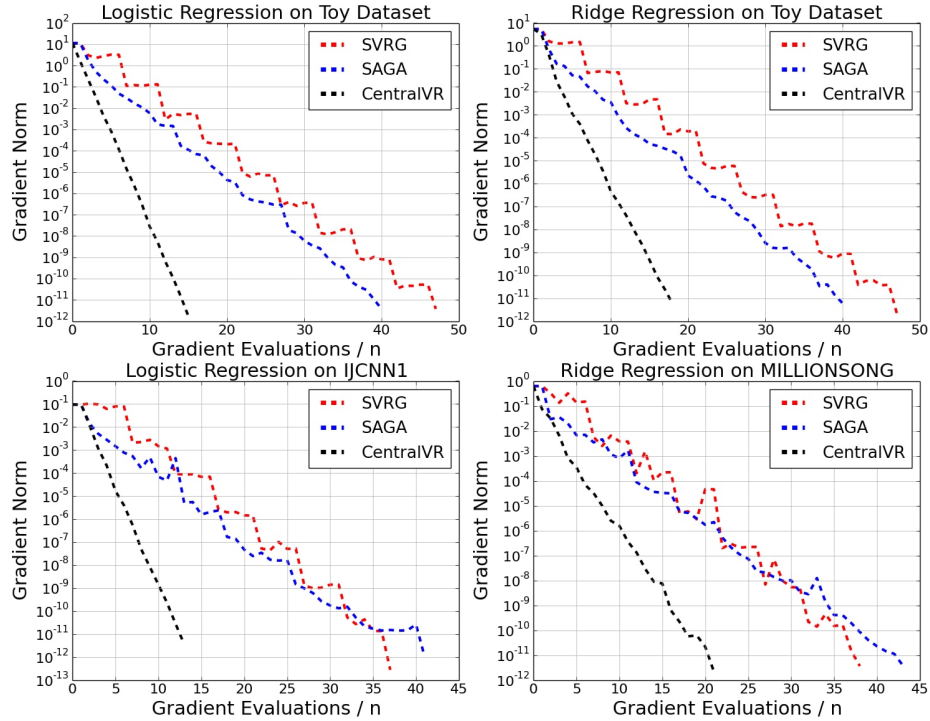 Logistic Regression on Toy Dataset
10^2
10^1
10^0
10^-1
10^-2
10^-3
10^-4
10^-5
10^-6
10^-7
10^-8
10^-9
10^-10
10^-11
10^-12
Gradient Norm
SVRG
SAGA
CentralVR
0 10 20 30 40 50
Gradient Evaluations / n
Ridge Regression on Toy Dataset
10^1
10^0
10^-1
10^-2
10^-3
10^-4
10^-5
10^-6
10^-7
10^-8
10^-9
10^-10
10^-11
10^-12
Gradient Norm
SVRG
SAGA
CentralVR
0 10 20 30 40 50
Gradient Evaluations / n
Logistic Regression on IJCNN1
10^0
10^-1
10^-2
10^-3
10^-4
10^-5
10^-6
10^-7
10^-8
10^-9
10^-10
10^-11
10^-12
10^-13
Gradient Norm
SVRG
SAGA
CentralVR
0 5 10 15 20 25 30 35 40 45
Gradient Evaluations / n
Ridge Regression on MILLIONSONG
10^0
10^-1
10^-2
10^-3
10^-4
10^-5
10^-6
10^-7
10^-8
10^-9
10^-10
10^-11
10^-12
Gradient Norm
SVRG
SAGA
CentralVR
0 5 10 15 20 25 30 35 40 45
Gradient Evaluations / n